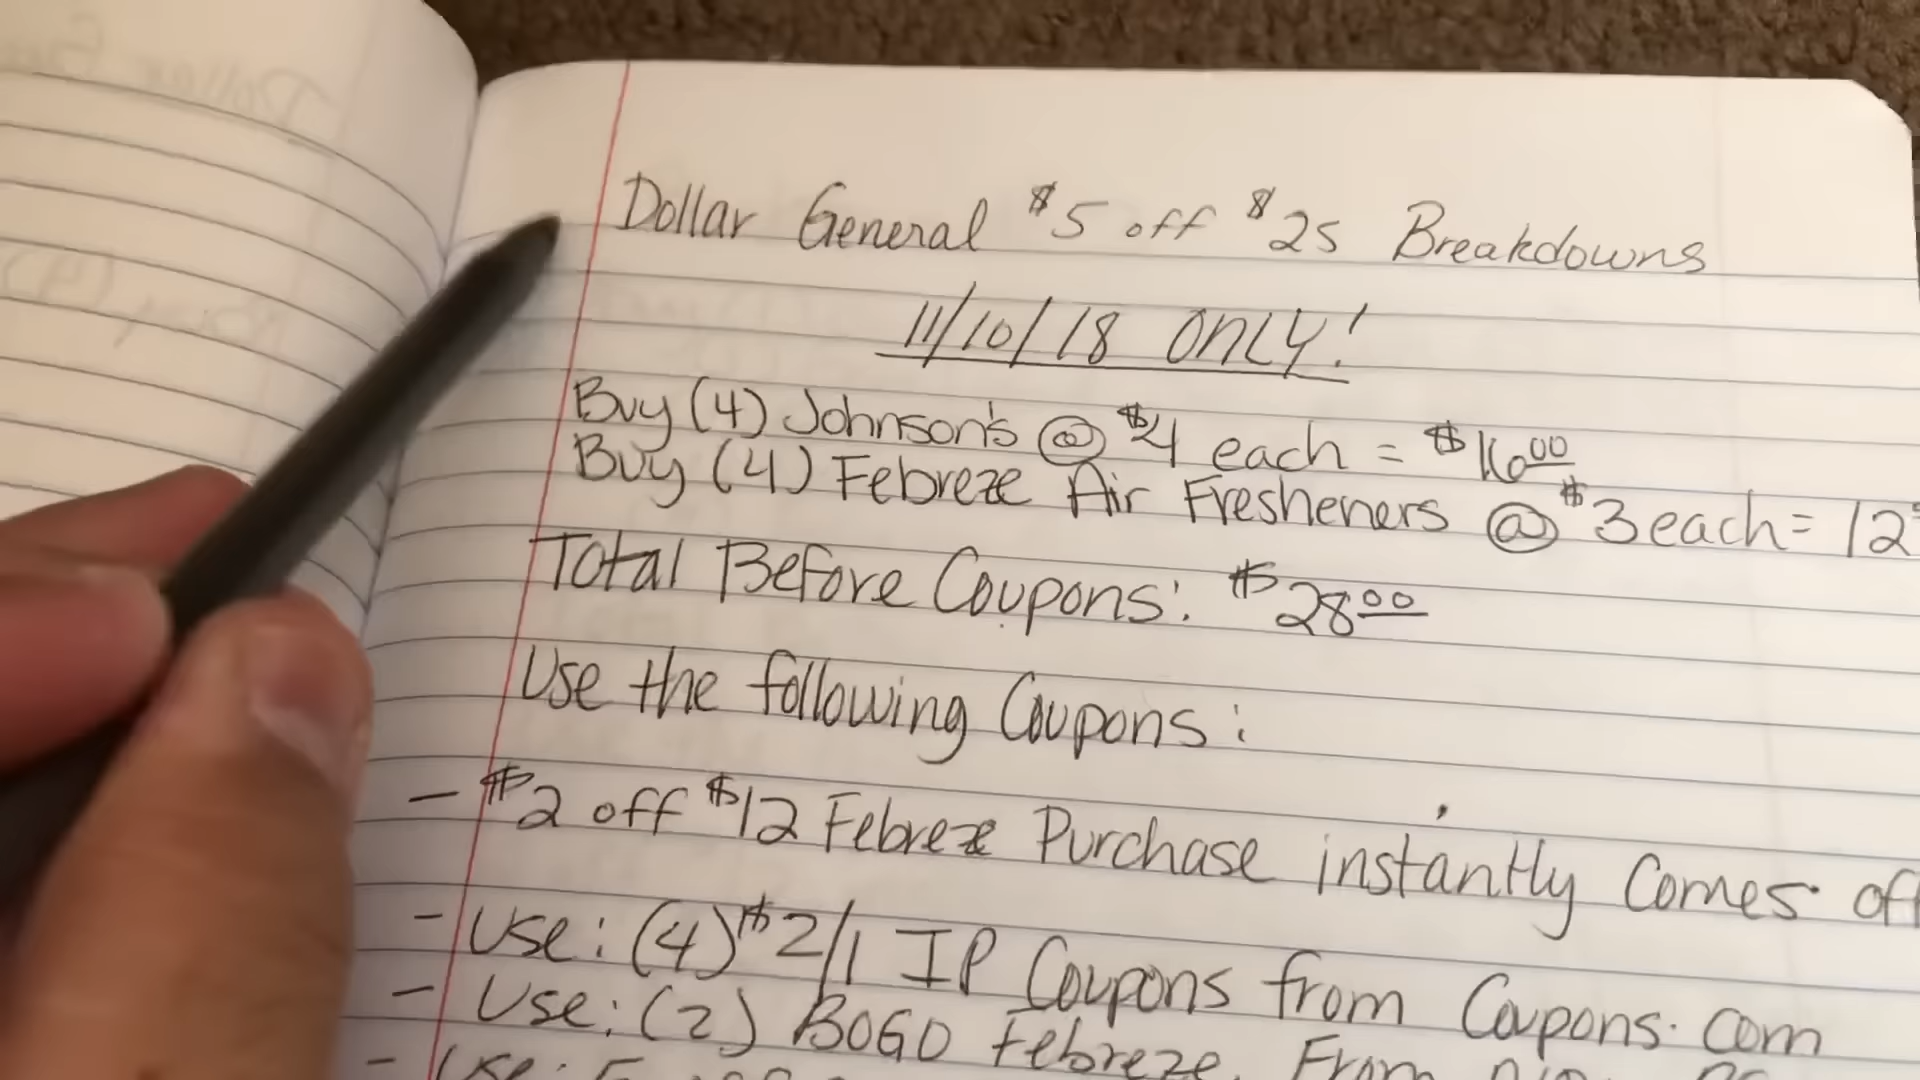 Dollar General $5 off $25 Breakdowns
11/10/18 ONLY!
Buy (4) Johnson's @ $4 each = $16.00
Buy (4) Febreze Air Fresheners @ $3 each = 12
Total Before Coupons: $28.00
Use the following Coupons:
- $2 off $12 Febreze Purchase instantly Comes off
- Use: (4) $2/1 IP Coupons from Coupons.com
- Use: (2) BOGO Febreze From
- Use: